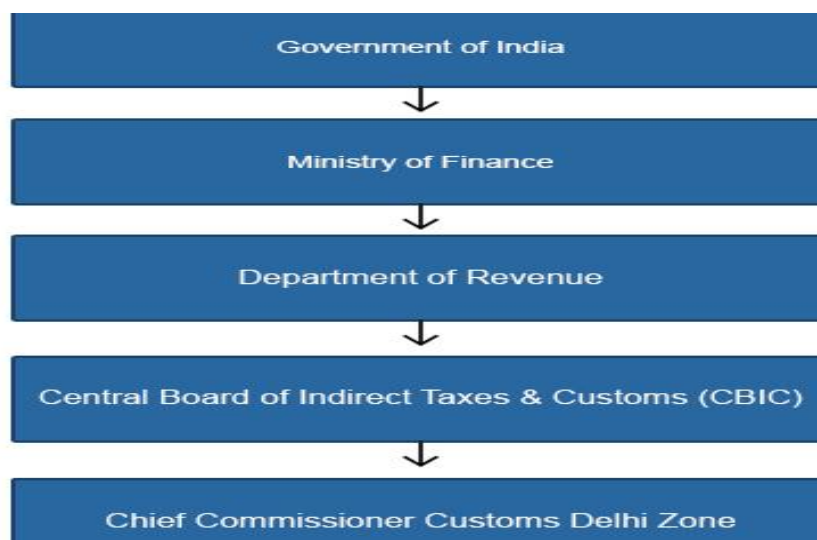 Government of India
Ministry of Finance
Department of Revenue
Central Board of Indirect Taxes & Customs (CBIC)
Chief Commissioner Customs Delhi Zone